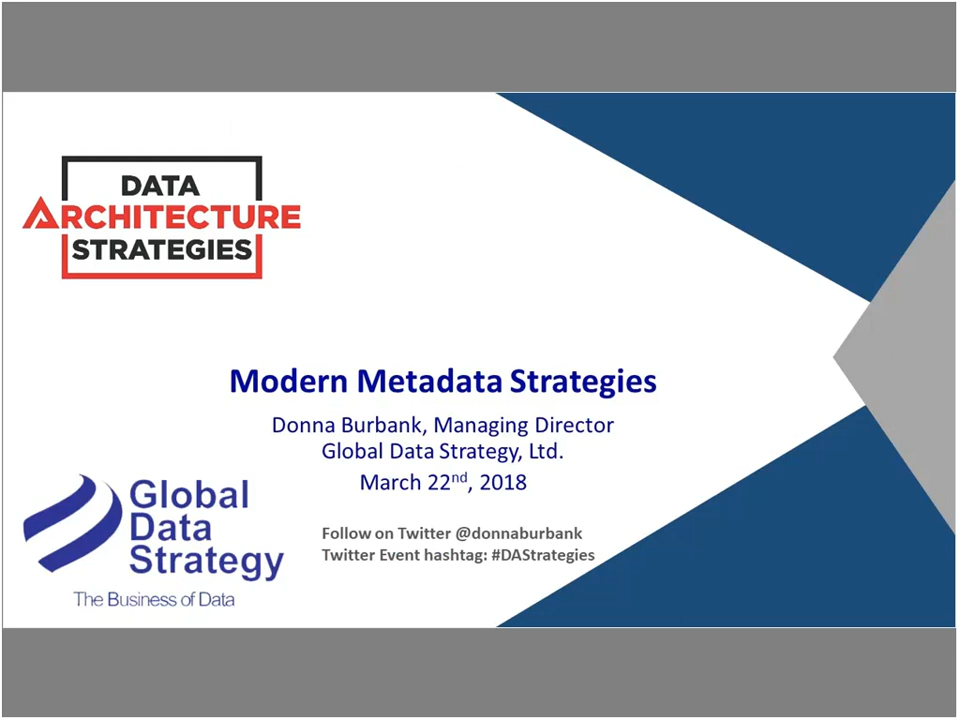 DATA
ARCHITECTURE
STRATEGIES
Modern Metadata Strategies
Donna Burbank, Managing Director
Global Data Strategy, Ltd.
March 22nd, 2018
Global
Data
Strategy
The Business of Data
Follow on Twitter @donnaburbank
Twitter Event hashtag: #DAStrategies